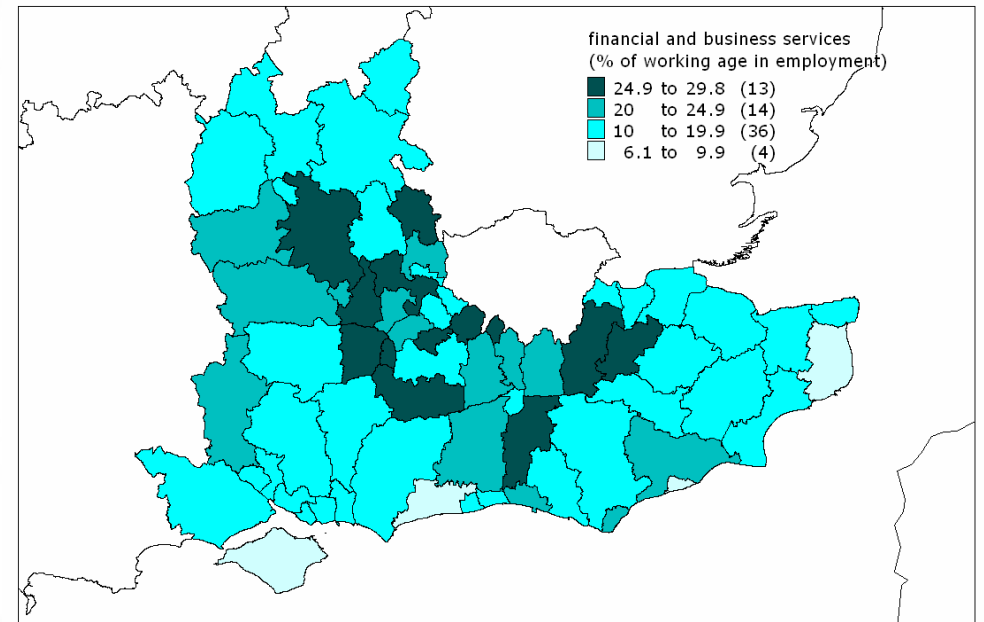 financial and business services
(% of working age in employment)
24.9 to 29.8 (13)
20 to 24.9 (14)
10 to 19.9 (36)
6.1 to 9.9 (4)